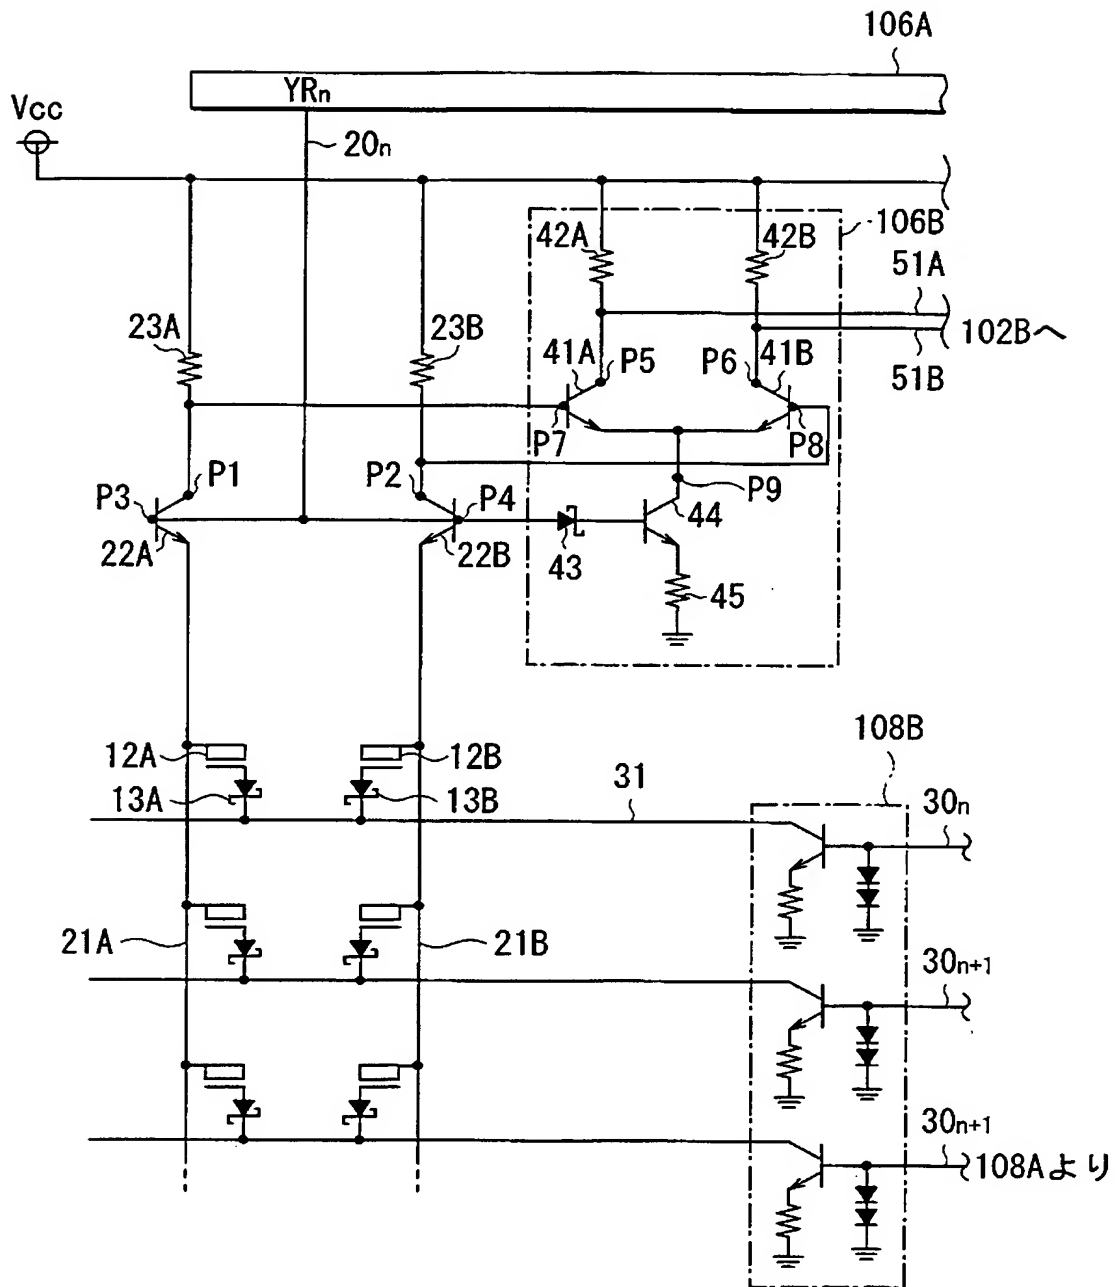 106A
YRn
Vcc
20n
106B
42A
42B
51A
23A
23B
102Bへ
41A
P5
P6
41B
51B
P7
P8
P1
P2
P9
P3
P4
44
22A
22B
43
45
12A
12B
108B
13A
13B
31
30n
21A
21B
30n+1
30n+1
108Aより